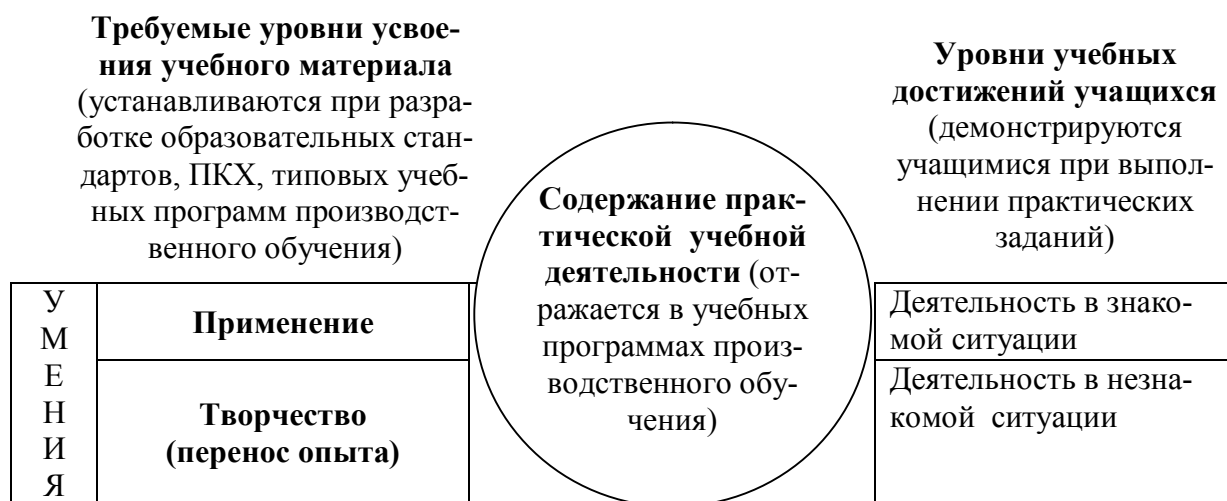 Требуемые уровни усвое-
ния учебного материала
(устанавливаются при разра-
ботке образовательных стан-
дартов, ПКХ, типовых учеб-
ных программ производст-
венного обучения)
Содержание прак-
тической учебной
деятельности (от-
ражается в учебных
программах произ-
водственного обу-
чения)
Уровни учебных
достижений учащихся
(демонстрируются
учащимися при выпол-
нении практических
заданий)
У
М
Е
Н
И
Я
Применение
Творчество
(перенос опыта)
Деятельность в знако-
мой ситуации
Деятельность в незна-
комой ситуации